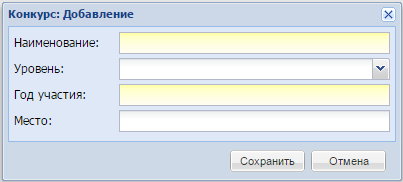 Конкурс: Добавление
Наименование:
Уровень:
Год участия:
Место:
Сохранить Отмена